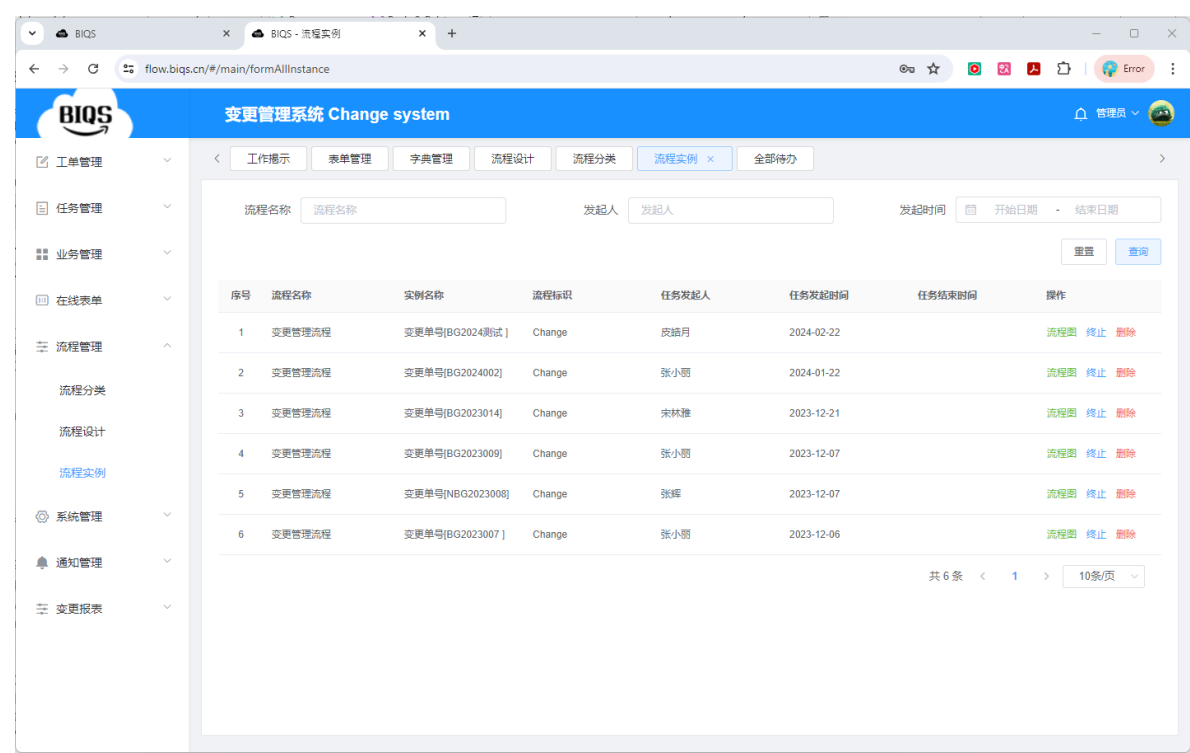 BIQS
BIQS - 流程实例
flow.biqs.cn/#/main/formAllInstance
Error
BIQS
变更管理系统 Change system
管理员
工单管理
任务管理
业务管理
在线表单
流程管理
流程分类
流程设计
流程实例
系统管理
通知管理
变更报表
工作揭示 表单管理 字典管理 流程设计 流程分类 流程实例 × 全部待办
流程名称 流程名称 发起人 发起人 发起时间 开始日期 - 结束日期
重置 查询
序号 流程名称 实例名称 流程标识 任务发起人 任务发起时间 任务结束时间 操作
1 变更管理流程 变更单号[BG2024测试 ] Change 皮皓月 2024-02-22 流程图 终止 删除
2 变更管理流程 变更单号[BG2024002] Change 张小丽 2024-01-22 流程图 终止 删除
3 变更管理流程 变更单号[BG2023014] Change 宋林雅 2023-12-21 流程图 终止 删除
4 变更管理流程 变更单号[BG2023009] Change 张小丽 2023-12-07 流程图 终止 删除
5 变更管理流程 变更单号[NBG2023008] Change 张辉 2023-12-07 流程图 终止 删除
6 变更管理流程 变更单号[BG2023007 ] Change 张小丽 2023-12-06 流程图 终止 删除
共 6 条 1 10条/页